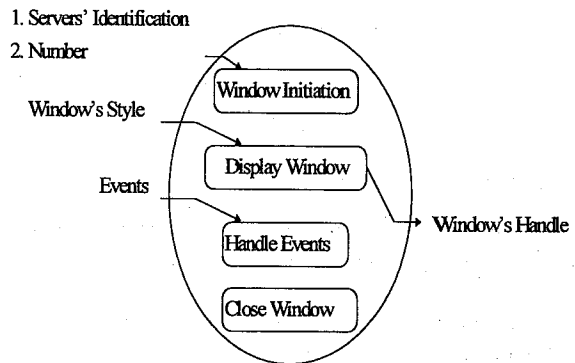 1. Servers' Identification
2. Number
Window Initiation
Window's Style
Display Window
Events
Window's Handle
Handle Events
Close Window